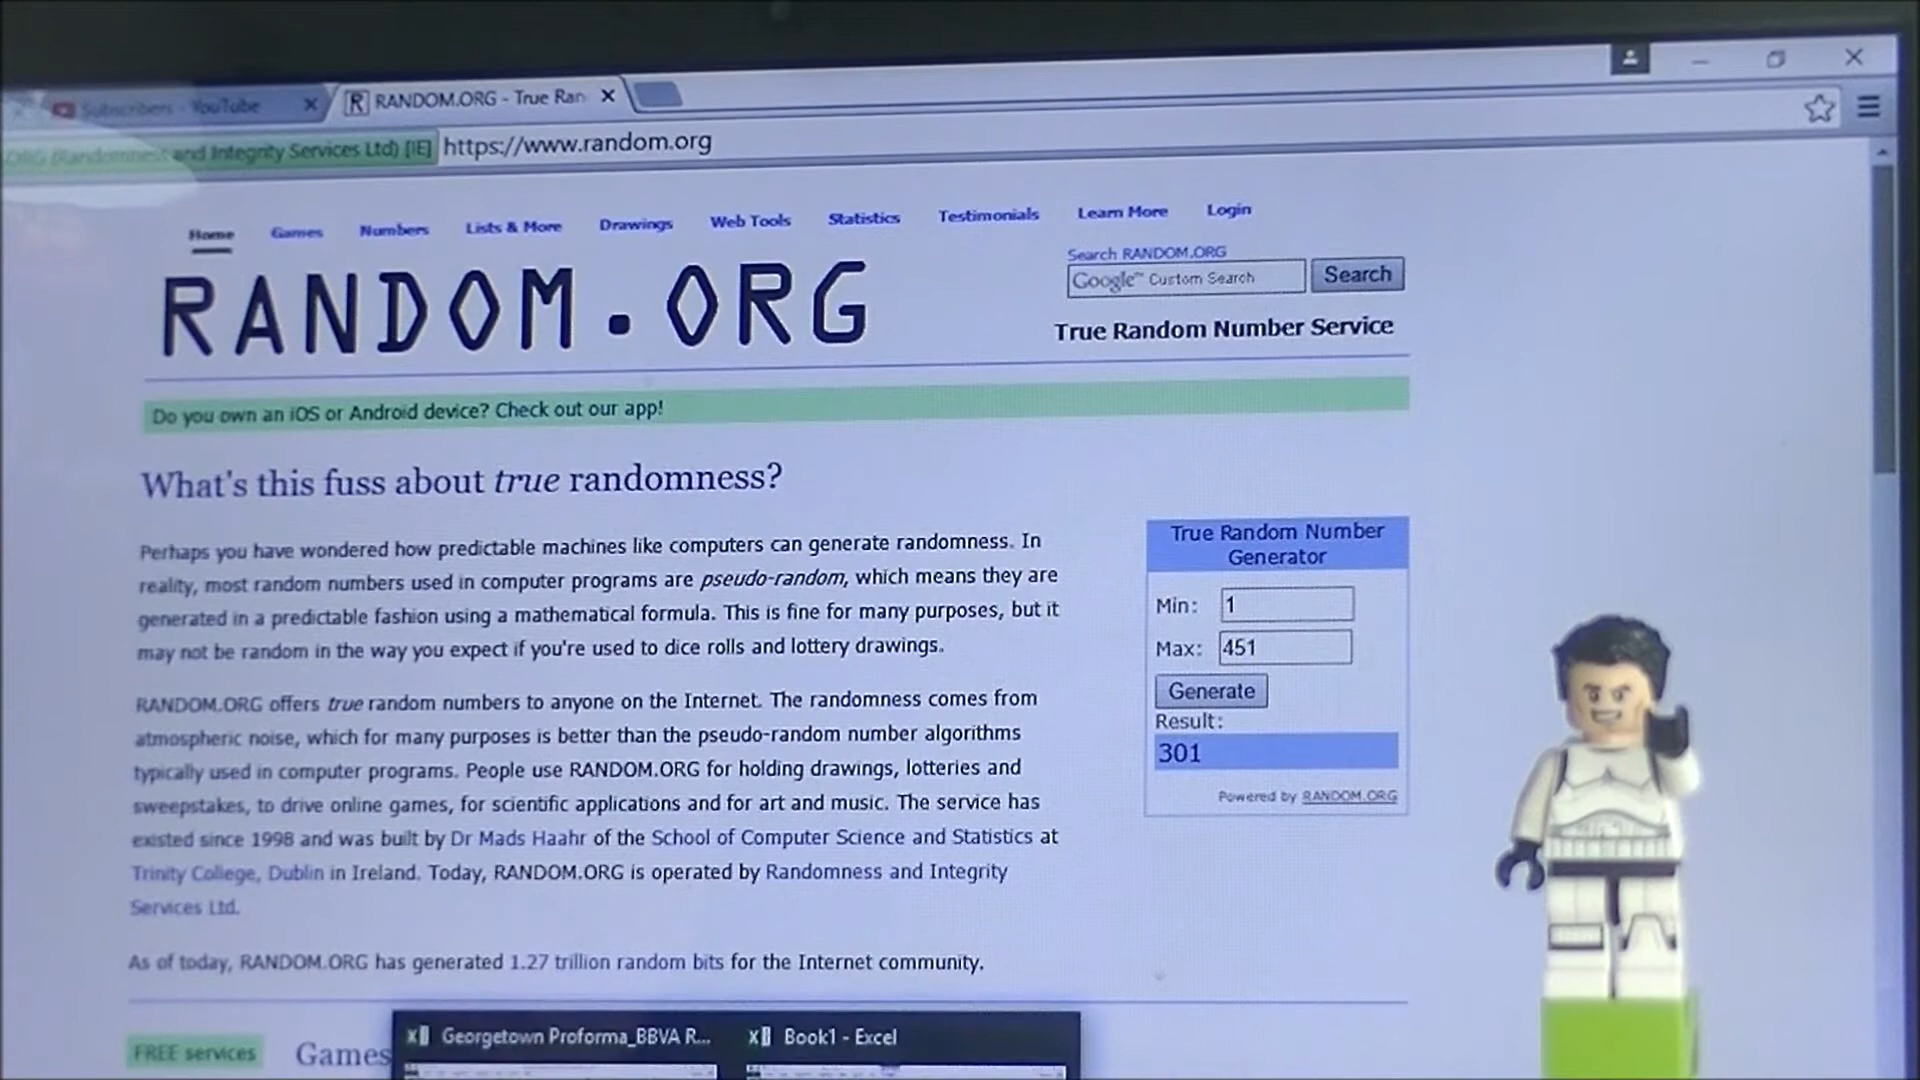 Subscribers - YouTube
RANDOM.ORG - True Ran
ORG (Randomness and Integrity Services Ltd) [IE] https://www.random.org
Home Games Numbers Lists & More Drawings Web Tools Statistics Testimonials Learn More Login
Search RANDOM.ORG
Google™ Custom Search Search
RANDOM.ORG
True Random Number Service
Do you own an iOS or Android device? Check out our app!
What's this fuss about true randomness?
Perhaps you have wondered how predictable machines like computers can generate randomness. In
reality, most random numbers used in computer programs are pseudo-random, which means they are
generated in a predictable fashion using a mathematical formula. This is fine for many purposes, but it
may not be random in the way you expect if you're used to dice rolls and lottery drawings.
RANDOM.ORG offers true random numbers to anyone on the Internet. The randomness comes from
atmospheric noise, which for many purposes is better than the pseudo-random number algorithms
typically used in computer programs. People use RANDOM.ORG for holding drawings, lotteries and
sweepstakes, to drive online games, for scientific applications and for art and music. The service has
existed since 1998 and was built by Dr Mads Haahr of the School of Computer Science and Statistics at
Trinity College, Dublin in Ireland. Today, RANDOM.ORG is operated by Randomness and Integrity
Services Ltd.
As of today, RANDOM.ORG has generated 1.27 trillion random bits for the Internet community.
True Random Number
Generator
Min: 1
Max: 451
Generate
Result:
301
Powered by RANDOM.ORG
FREE services
Games
Georgetown Proforma_BBVA R...
Book1 - Excel